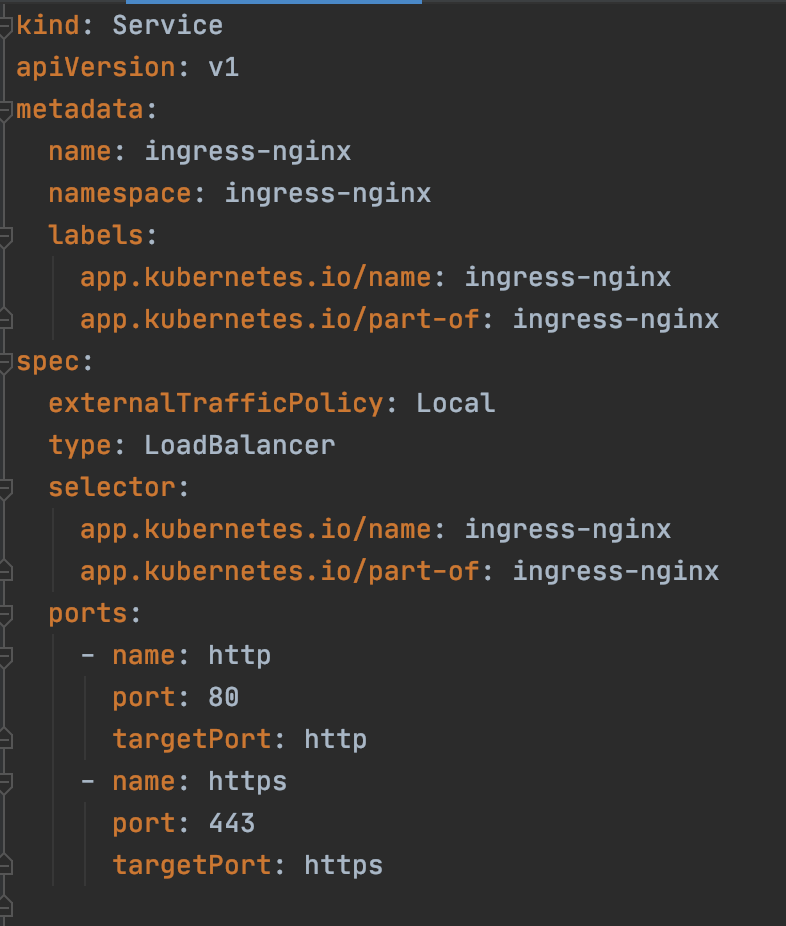 kind: Service
apiVersion: v1
metadata:
  name: ingress-nginx
  namespace: ingress-nginx
  labels:
    app.kubernetes.io/name: ingress-nginx
    app.kubernetes.io/part-of: ingress-nginx
spec:
  externalTrafficPolicy: Local
  type: LoadBalancer
  selector:
    app.kubernetes.io/name: ingress-nginx
    app.kubernetes.io/part-of: ingress-nginx
  ports:
    - name: http
      port: 80
      targetPort: http
    - name: https
      port: 443
      targetPort: https